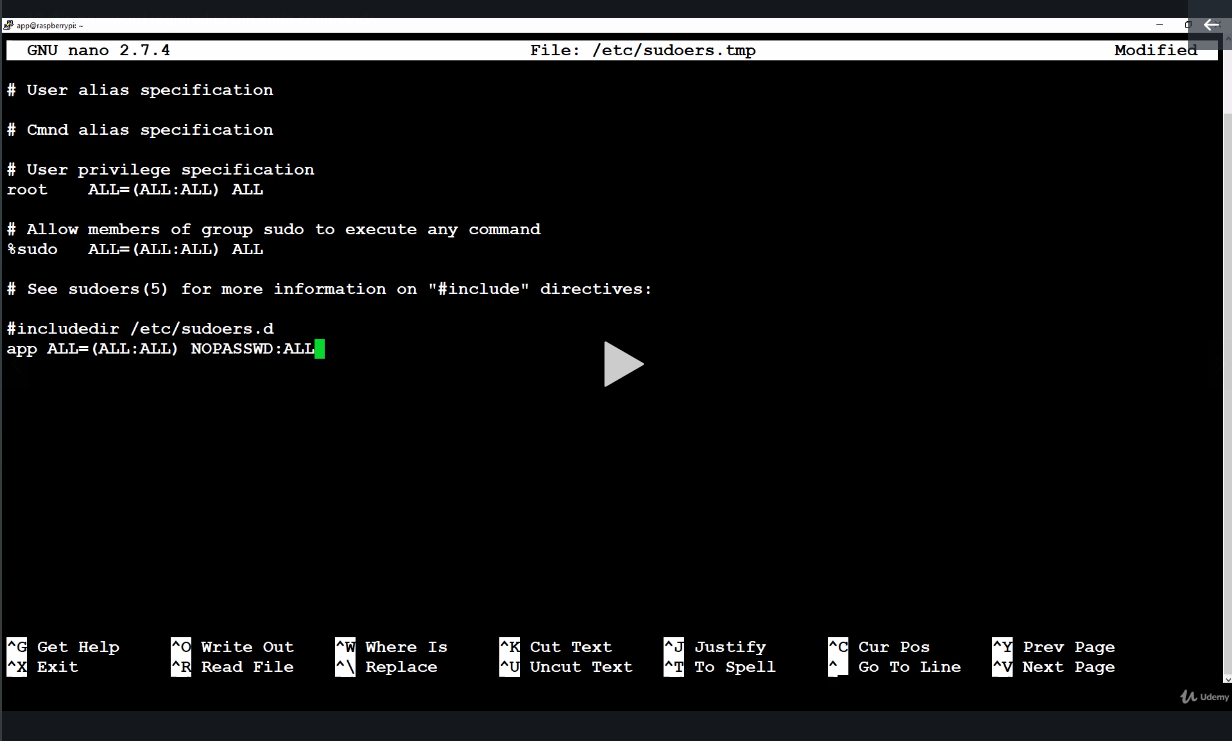 app@raspberrypi: ~
GNU nano 2.7.4 File: /etc/sudoers.tmp Modified
# User alias specification
# Cmnd alias specification
# User privilege specification
root ALL=(ALL:ALL) ALL
# Allow members of group sudo to execute any command
%sudo ALL=(ALL:ALL) ALL
# See sudoers(5) for more information on "#include" directives:
#includedir /etc/sudoers.d
app ALL=(ALL:ALL) NOPASSWD:ALL
^G Get Help ^O Write Out ^W Where Is ^K Cut Text ^J Justify ^C Cur Pos ^Y Prev Page
^X Exit ^R Read File ^\ Replace ^U Uncut Text ^T To Spell ^_ Go To Line ^V Next Page
Udemy